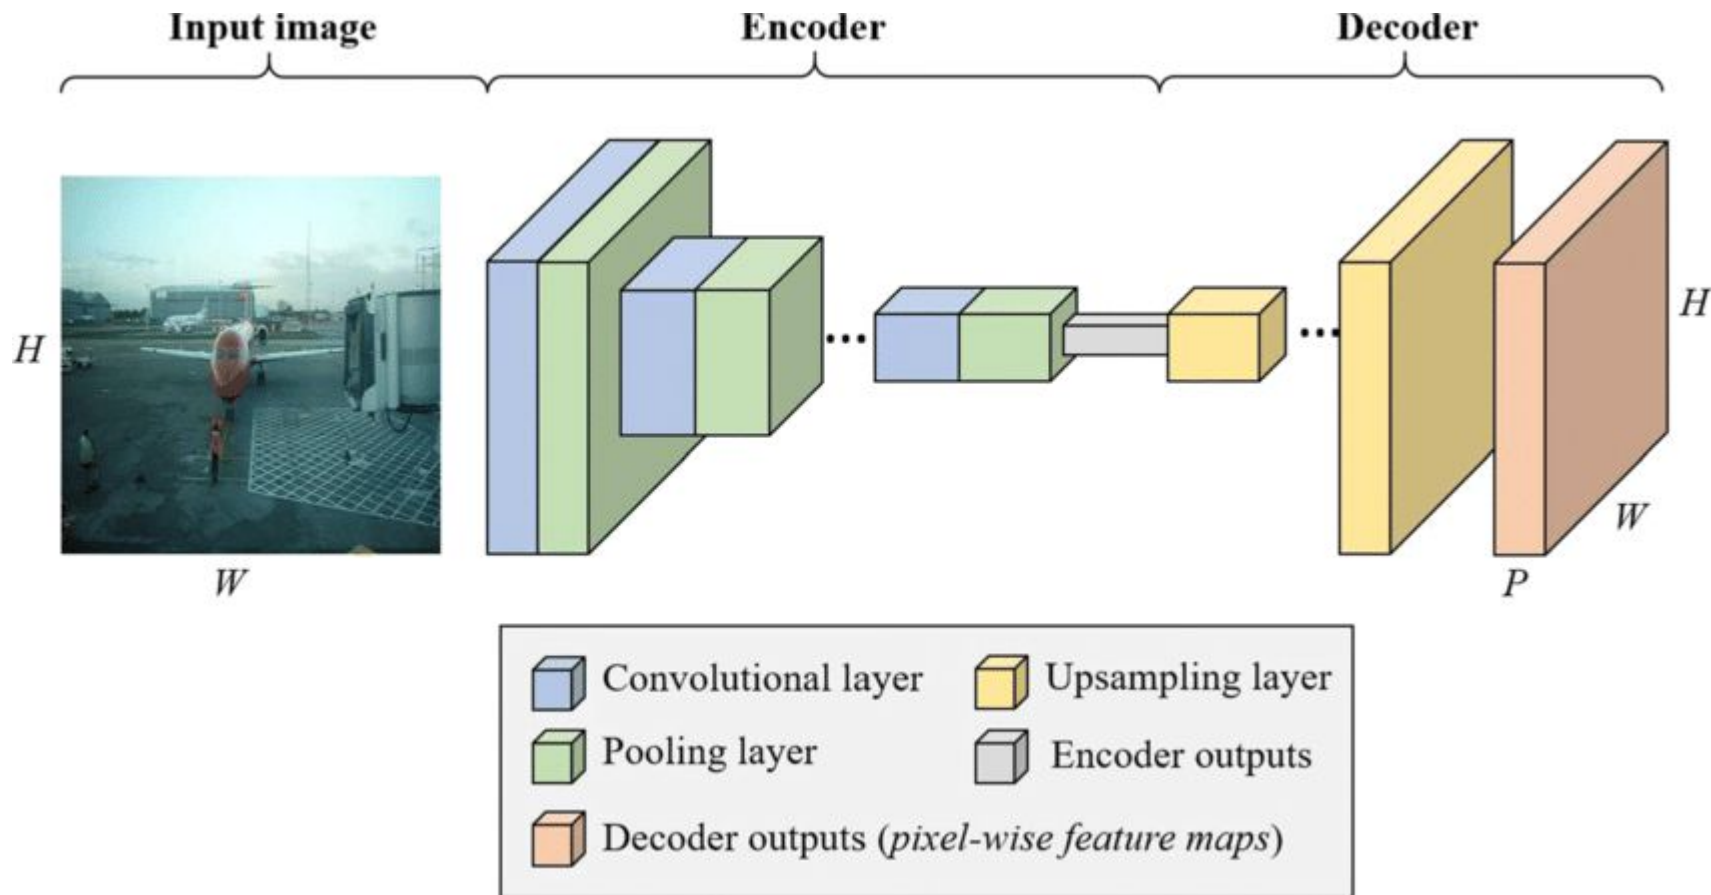 Input image
Encoder
Decoder
H
W
H
W
P
Convolutional layer
Upsampling layer
Pooling layer
Encoder outputs
Decoder outputs (pixel-wise feature maps)